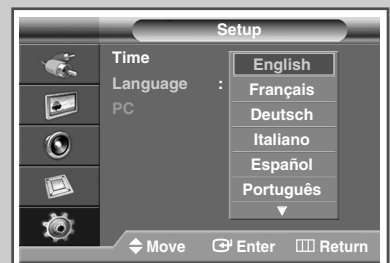 Setup
Time
Language :
PC
English
Français
Deutsch
Italiano
Español
Português
Move Enter Return